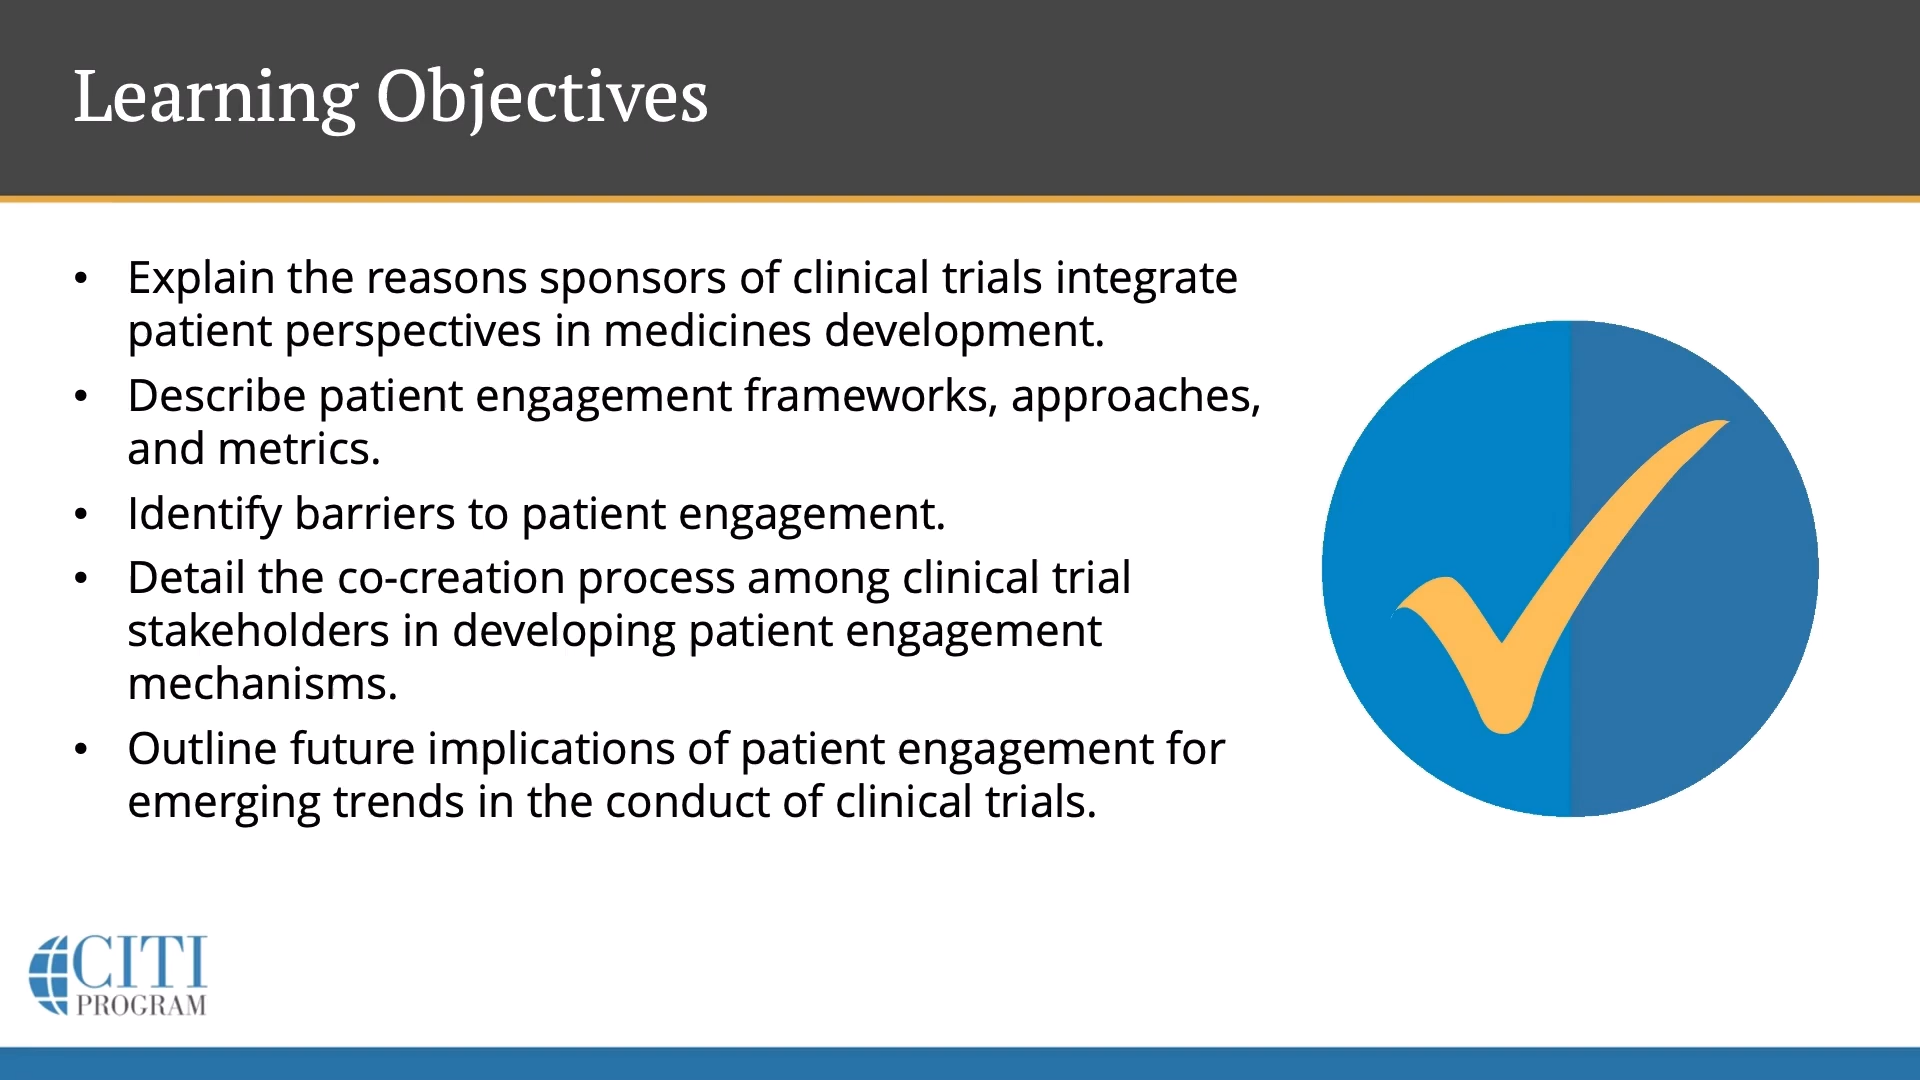 Learning Objectives
• Explain the reasons sponsors of clinical trials integrate
patient perspectives in medicines development.
• Describe patient engagement frameworks, approaches,
and metrics.
• Identify barriers to patient engagement.
• Detail the co-creation process among clinical trial
stakeholders in developing patient engagement
mechanisms.
• Outline future implications of patient engagement for
emerging trends in the conduct of clinical trials.
CITI
PROGRAM